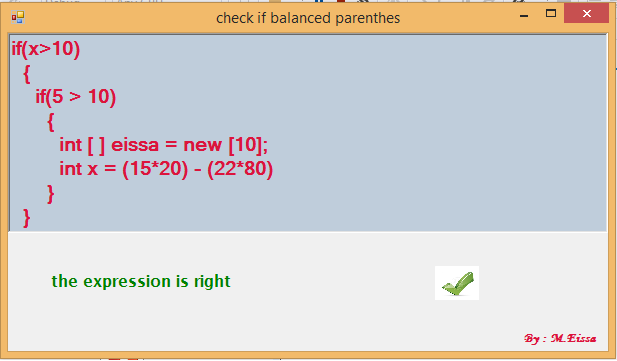 check if balanced parenthes
if(x>10)
{
if(5 > 10)
{
int [ ] eissa = new [10];
int x = (15*20) - (22*80)
}
}
the expression is right
By : M.Eissa